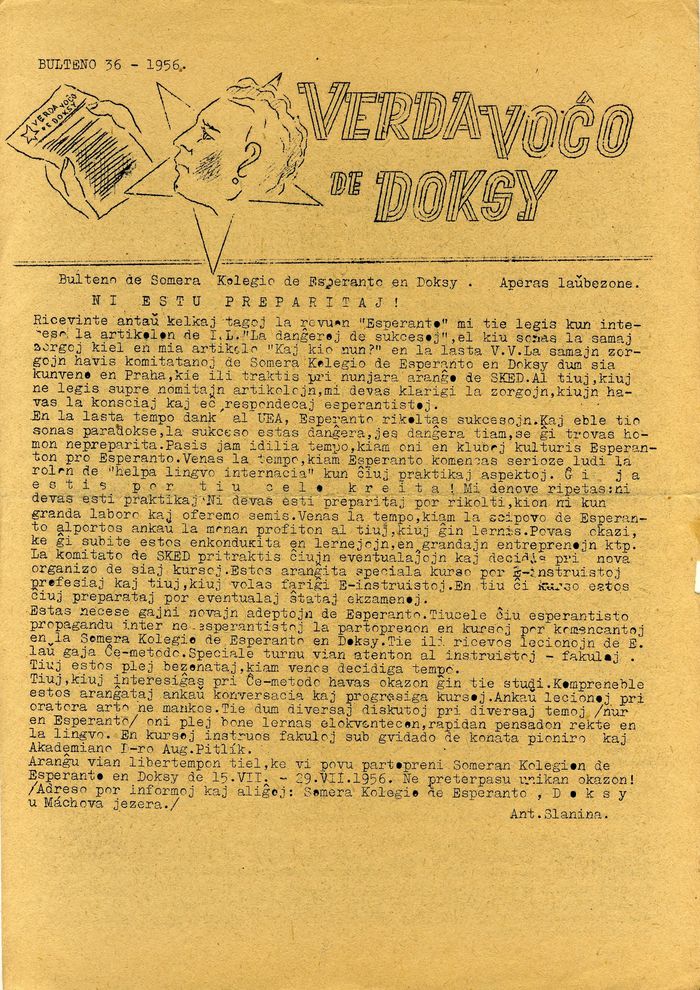 BULTENO 36 - 1956.
VERDA VOĈO
DE DOKSY
VERDA VOĈO
DE DOKSY
Bulteno de Somera Kolegio de Esperanto en Doksy . Aperas laŭbezone.
N I  E S T U  P R E P A R I T A J !
Ricevinte antaŭ kelkaj tagoj la revuen "Esperanto" mi tie legis kun inte-
reso la artikolon de I.L."La danĝeroj de sukcesoj",el kiu sonas la samaj
zorgoj kiel en mia artikolo "Kaj kio nun?" en la lasta V.V.La samajn zor-
gojn havis komitatanoj de Somera Kolegio de Esperanto en Doksy dum sia
kunveno en Praha,kie ili traktis pri nunjara aranĝo de SKED.Al tiuj,kiuj
ne legis supre nomitajn artikolojn,mi devas klarigi la zorgojn,kiujn ha-
vas la konsciaj kaj eĉ respondecaj esperantistoj.
En la lasta tempo dank' al UEA, Esperanto rikoltas sukcesojn.Kaj eble tio
sonas paradokse,la sukceso estas danĝera,jes danĝera tiam,se ĝi trovas ho-
mon nepreparita.Pasis jam idilia tempo,kiam oni en kluboj kulturis Esperan-
ton pro Esperanto.Venas la tempo,kiam Esperanto komencas serioze ludi la
rolon de "helpa lingvo internacia" kun ĉiuj praktikaj aspektoj. Ĝ i  j a
e s t i s  p o r  t i u  c e l o  k r e i t a ! Mi denove ripetas:ni
devas esti praktikaj Ni devas esti preparitaj por rikolti,kion ni kun
granda laboro kaj oferemo semis.Venas la tempo,kiam la scipovo de Esperan-
to alportos ankau la monan profiton al tiuj,kiuj ĝin lernis.Povas okazi,
ke ĝi subite estos enkondukita en lernejojn,en grandajn entreprenojn ktp.
La komitato de SKED pritraktis ĉiujn eventualaĵojn kaj decidis pri nova
organizo de siaj kursoj.Estos aranĝita speciala kurso por E-instruistoj
profesiaj kaj tiuj,kiuj volas fariĝi E-instruistoj.En tiu ĉi kurso estos
ĉiuj preparataj por eventualaj ŝtataj ekzamenoj.
Estas necese gajni novajn adeptojn de Esperanto.Tiucele ĉiu esperantisto
propagandu inter ne esperantistoj la partoprenon en kursoj por komencantoj
en la Somera Kolegio de Esperanto en Doksy.Tie ili ricevos lecionojn de E.
laŭ gaja Ĉe-metodo.Speciale turnu vian atenton al instruistoj - fakuloj .
Tiuj estos plej bezonataj,kiam venos decidiga tempo.
Tiuj,kiuj interesiĝas pri Ĉe-metodo havas okazon ĝin tie studi.Kompreneble
estos aranĝataj ankaŭ konversacia kaj progresiga kursoj.Ankau lecionoj pri
oratora arto ne mankos.Tie dum diversaj diskutoj pri diversaj temoj /nur
en Esperanto/ oni plej bone lernas elokventecon,rapidan pensadon rekte en
la lingvo. En kursoj instruos fakuloj sub gvidado de konata pioniro kaj
Akademiano D-ro Aug.Pitlík.
Aranĝu vian libertempon tiel,ke vi povu partopreni Someran Kolegion de
Esperanto en Doksy de 15.VII. - 29.VII.1956. Ne preterpasu unikan okazon!
/Adreso por informoj kaj aliĝoj: Somera Kolegio de Esperanto , D o k s y
u Máchova jezera./
Ant.Slanina.